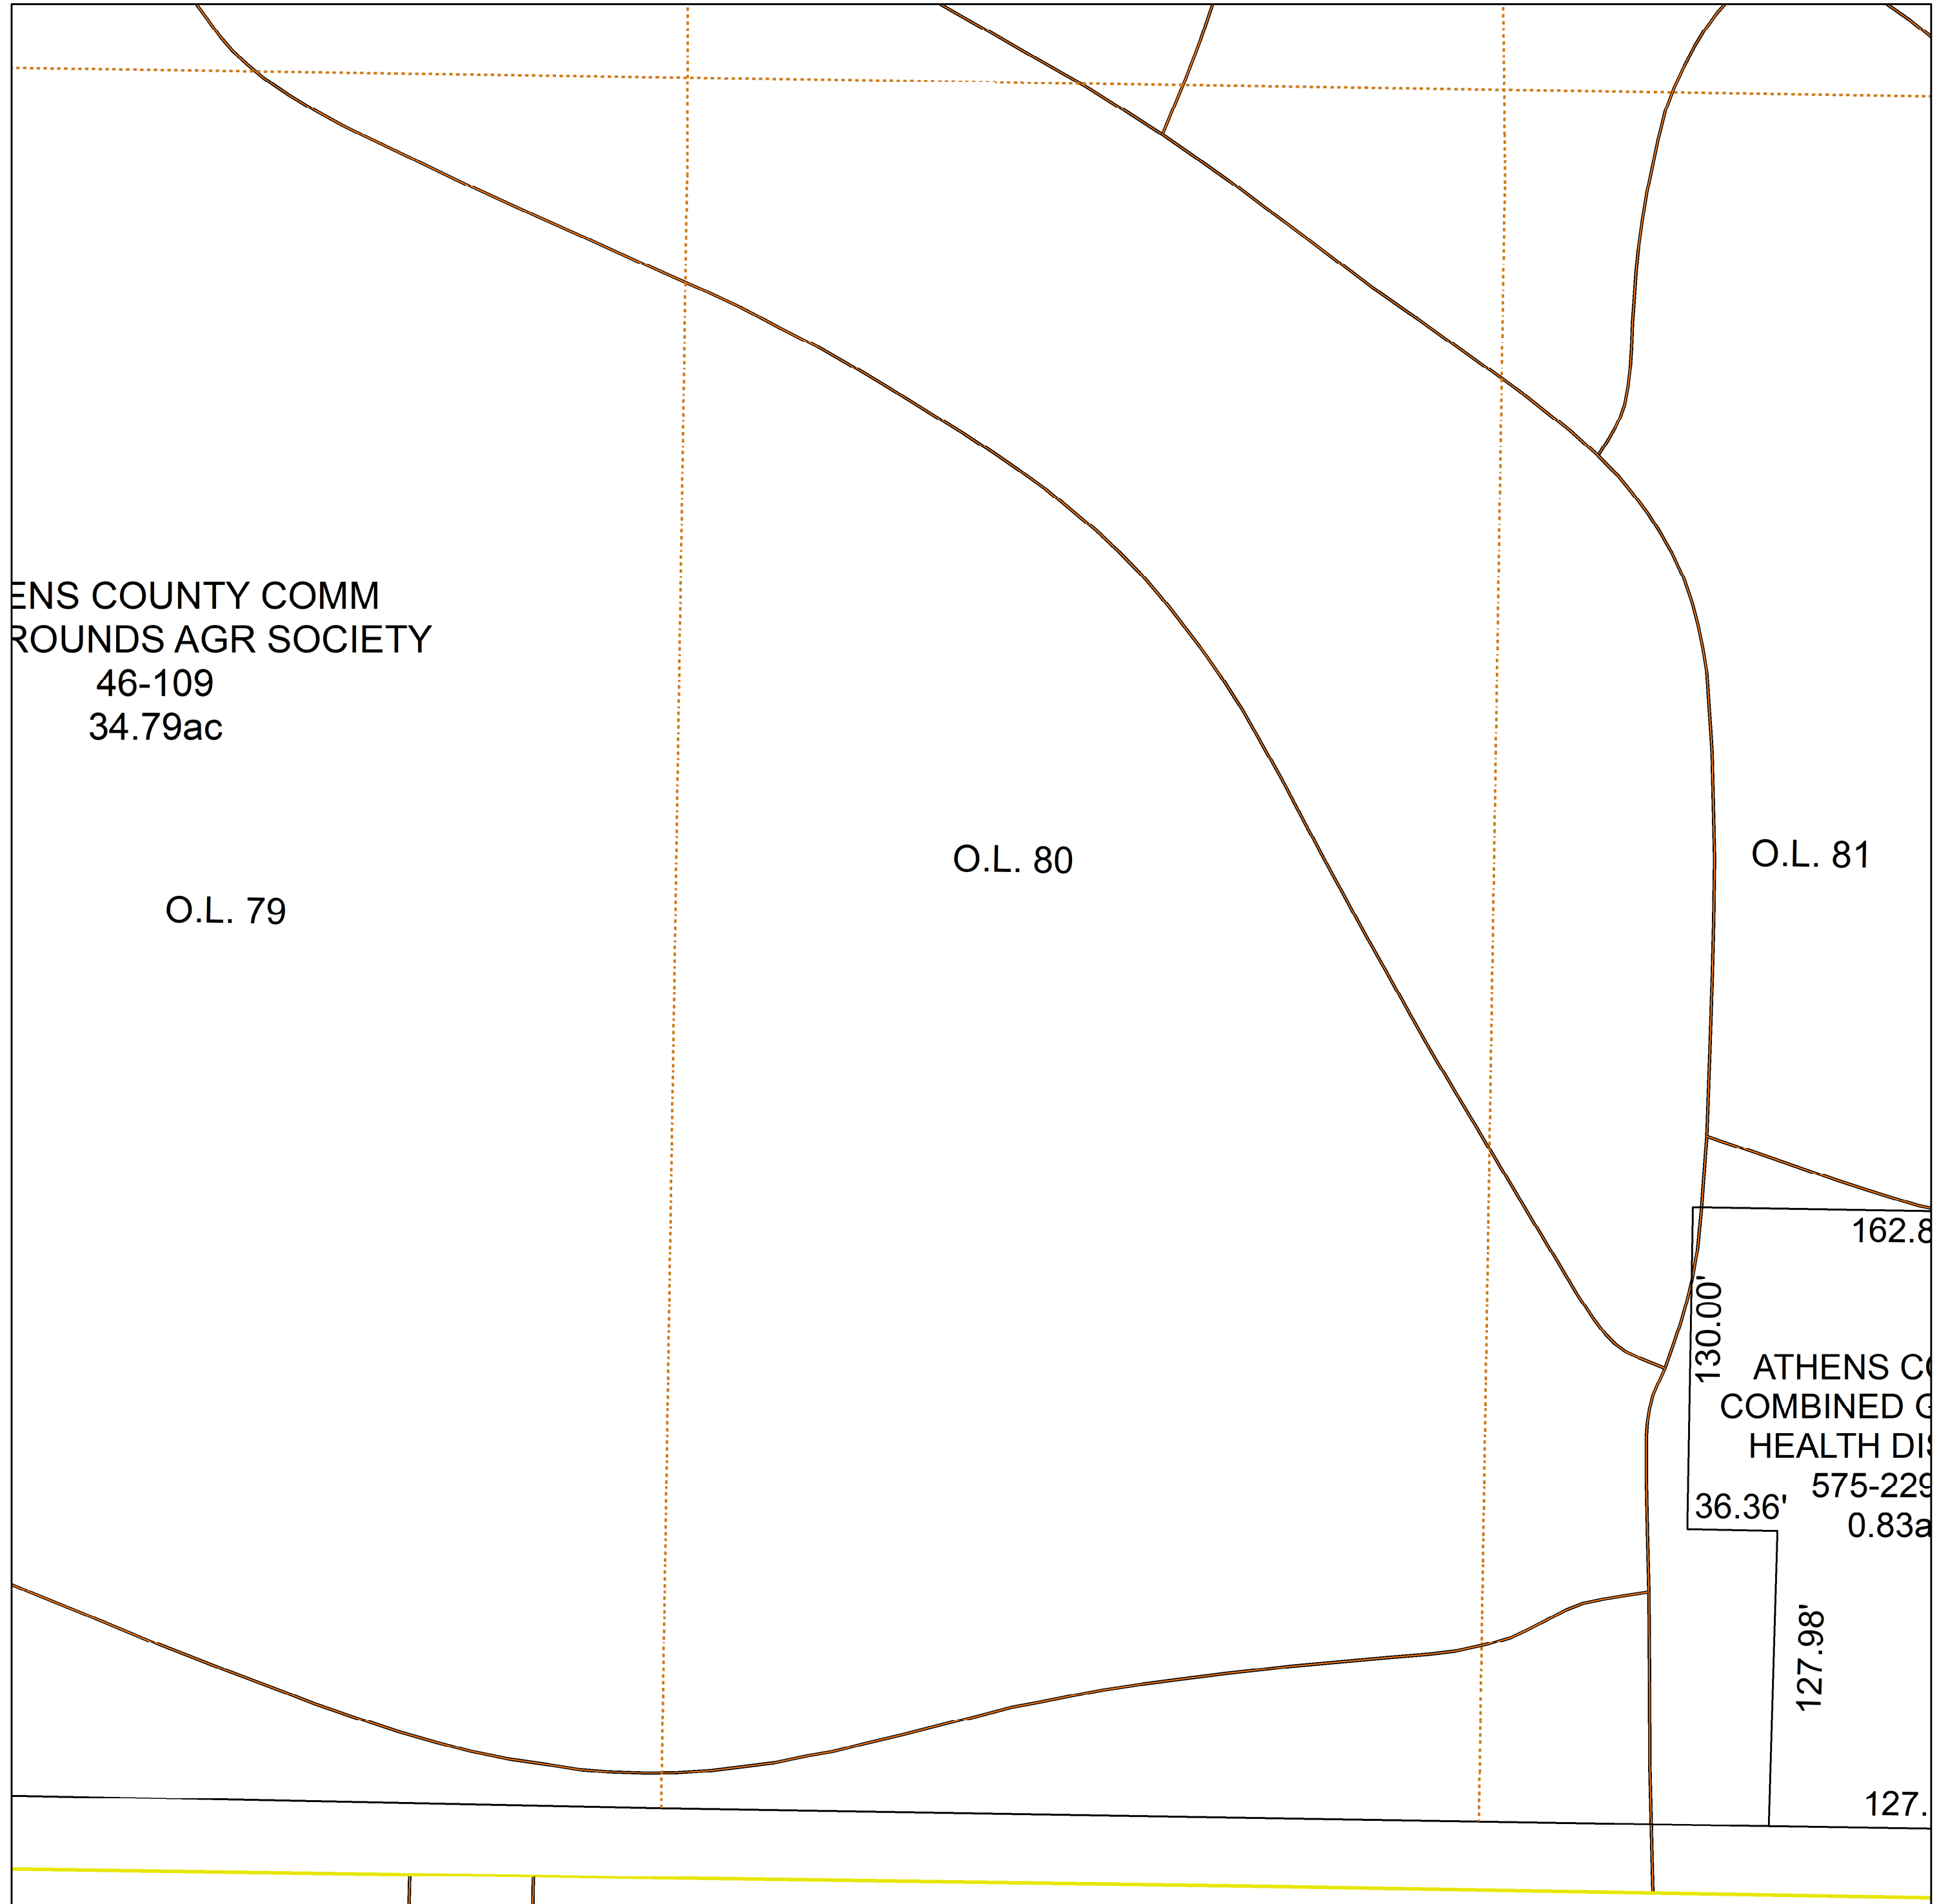 ENS COUNTY COMM
ROUNDS AGR SOCIETY
46-109
34.79ac
O.L. 79
O.L. 80
O.L. 81
162.8
130.00'
ATHENS
COMBINED
HEALTH DIS
575-229
0.83a
36.36'
127.98'
127.